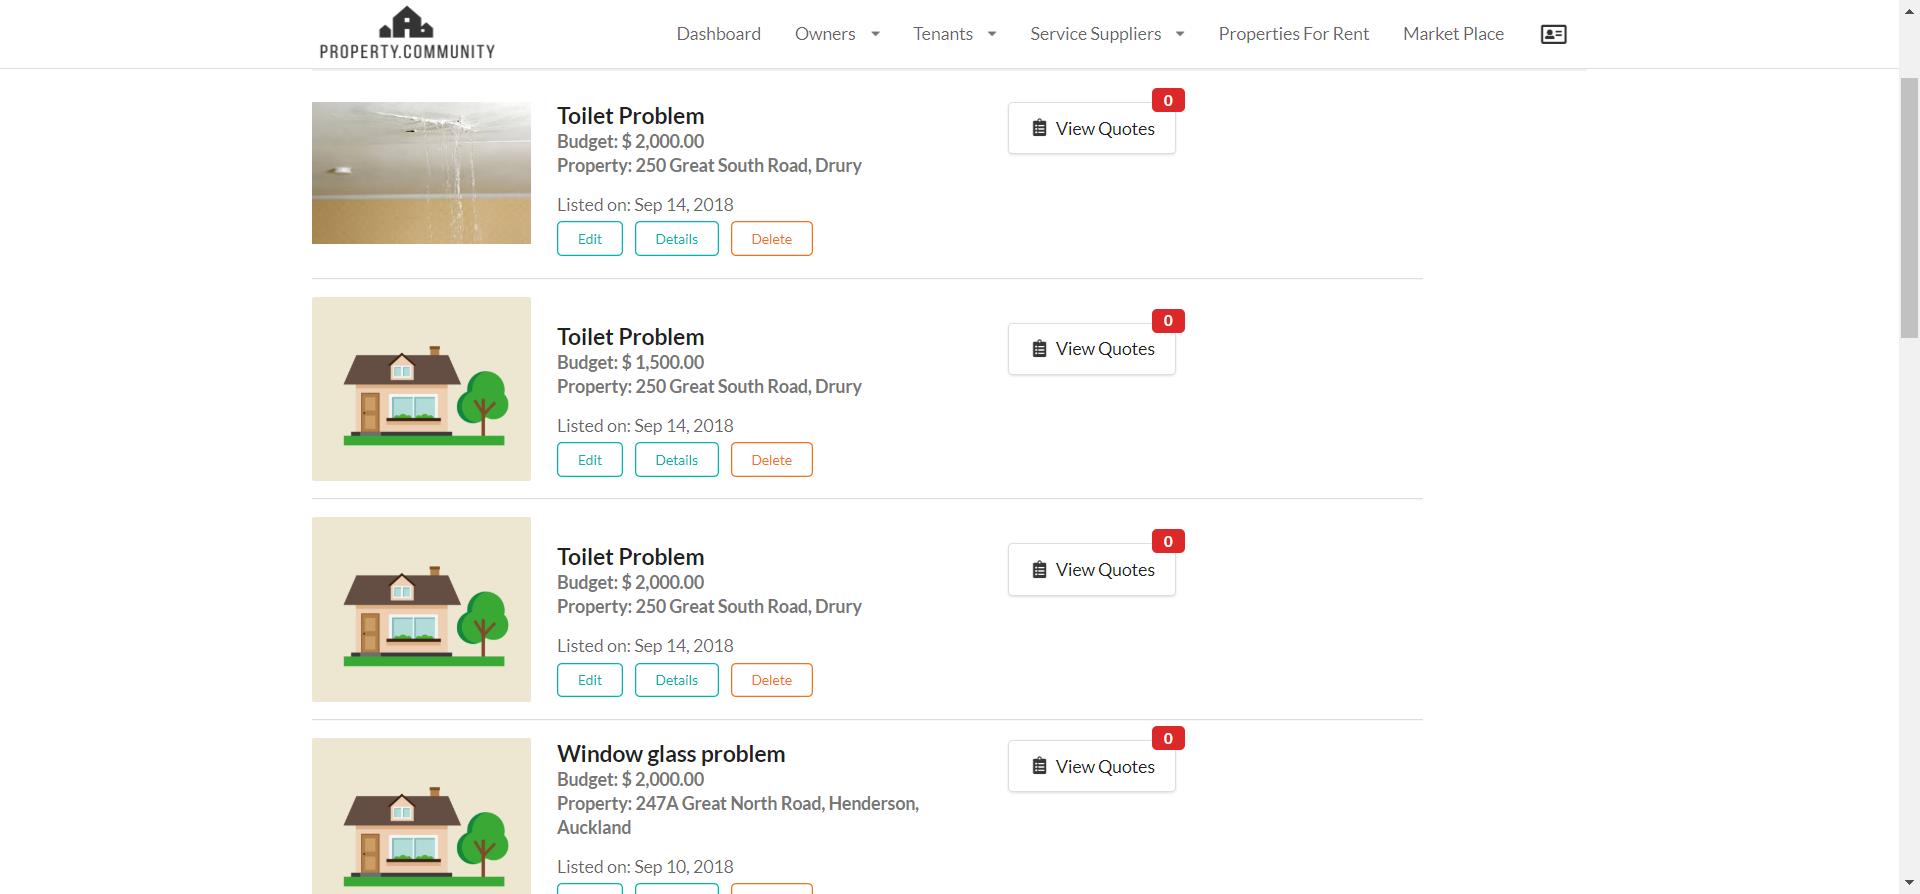 PROPERTY.COMMUNITY
Dashboard Owners Tenants Service Suppliers Properties For Rent Market Place
Toilet Problem
Budget: $ 2,000.00
Property: 250 Great South Road, Drury
Listed on: Sep 14, 2018
Edit Details Delete
0
View Quotes
Toilet Problem
Budget: $ 1,500.00
Property: 250 Great South Road, Drury
Listed on: Sep 14, 2018
Edit Details Delete
0
View Quotes
Toilet Problem
Budget: $ 2,000.00
Property: 250 Great South Road, Drury
Listed on: Sep 14, 2018
Edit Details Delete
0
View Quotes
Window glass problem
Budget: $ 2,000.00
Property: 247A Great North Road, Henderson,
Auckland
Listed on: Sep 10, 2018
0
View Quotes